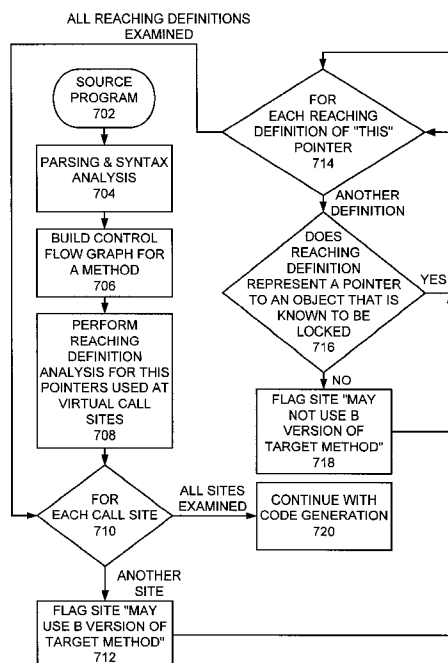 ALL REACHING DEFINITIONS
EXAMINED
SOURCE
PROGRAM
702
PARSING & SYNTAX
ANALYSIS
704
BUILD CONTROL
FLOW GRAPH FOR
A METHOD
706
PERFORM
REACHING
DEFINITION
ANALYSIS FOR THIS
POINTERS USED AT
VIRTUAL CALL
SITES
708
FOR
EACH CALL SITE
710
ALL SITES
EXAMINED
CONTINUE WITH
CODE GENERATION
720
ANOTHER
SITE
FLAG SITE "MAY
USE B VERSION OF
TARGET METHOD"
712
FOR
EACH REACHING
DEFINITION OF "THIS"
POINTER
714
ANOTHER
DEFINITION
DOES
REACHING
DEFINITION
REPRESENT A POINTER
TO AN OBJECT THAT IS
KNOWN TO BE
LOCKED
716
YES
NO
FLAG SITE "MAY
NOT USE B
VERSION OF
TARGET METHOD"
718